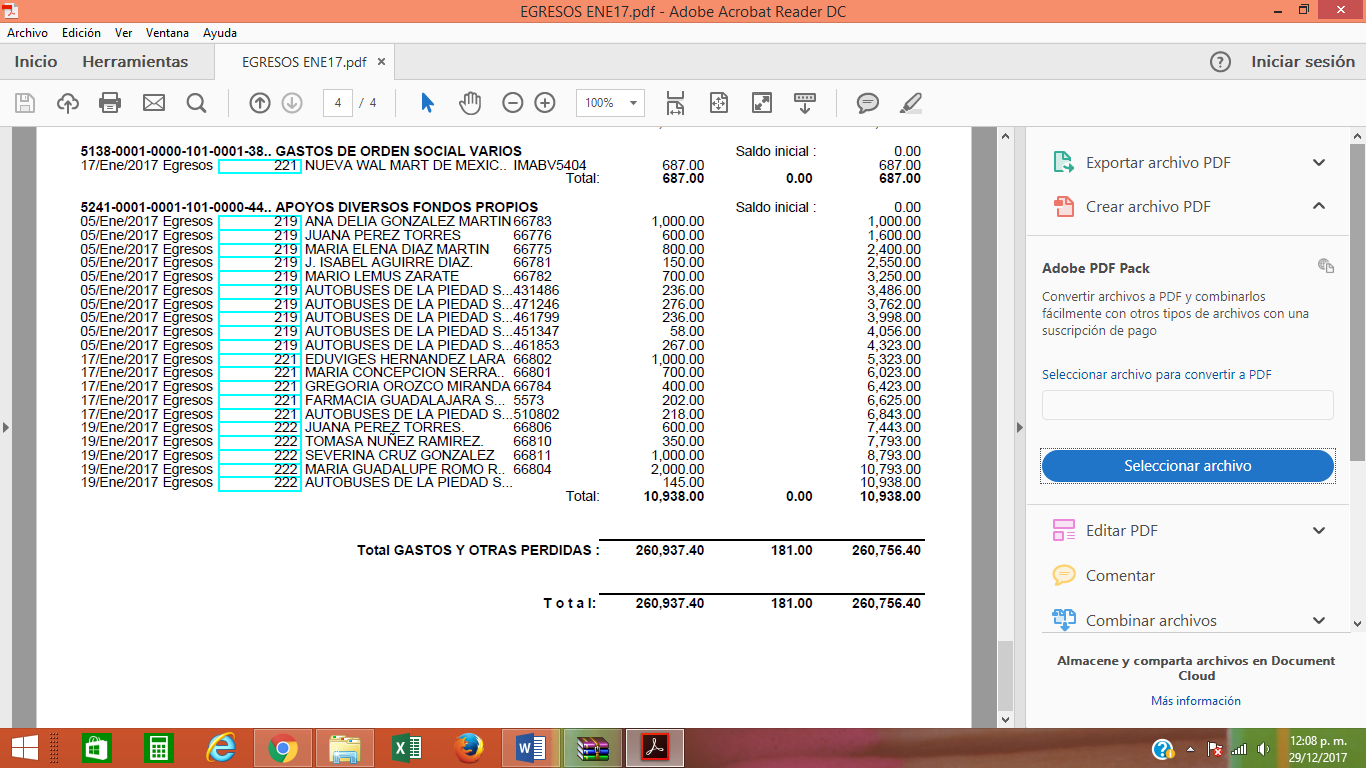 EGRESOS ENE17.pdf - Adobe Acrobat Reader DC
Archivo Edición Ver Ventana Ayuda
Inicio Herramientas EGRESOS ENE17.pdf × ? Iniciar sesión
4 / 4 100%
5138-0001-0000-101-0001-38.. GASTOS DE ORDEN SOCIAL VARIOS Saldo inicial : 0.00
17/Ene/2017 Egresos 221 NUEVA WAL MART DE MEXIC.. IMABV5404 687.00 687.00
Total: 687.00 0.00 687.00
5241-0001-0001-101-0000-44.. APOYOS DIVERSOS FONDOS PROPIOS Saldo inicial : 0.00
05/Ene/2017 Egresos 219 ANA DELIA GONZALEZ MARTIN 66783 1,000.00 1,000.00
05/Ene/2017 Egresos 219 JUANA PEREZ TORRES 66776 600.00 1,600.00
05/Ene/2017 Egresos 219 MARIA ELENA DIAZ MARTIN 66775 800.00 2,400.00
05/Ene/2017 Egresos 219 J. ISABEL AGUIRRE DIAZ. 66781 150.00 2,550.00
05/Ene/2017 Egresos 219 MARIO LEMUS ZARATE 66782 700.00 3,250.00
05/Ene/2017 Egresos 219 AUTOBUSES DE LA PIEDAD S... 431486 236.00 3,486.00
05/Ene/2017 Egresos 219 AUTOBUSES DE LA PIEDAD S... 471246 276.00 3,762.00
05/Ene/2017 Egresos 219 AUTOBUSES DE LA PIEDAD S... 461799 236.00 3,998.00
05/Ene/2017 Egresos 219 AUTOBUSES DE LA PIEDAD S... 451347 58.00 4,056.00
05/Ene/2017 Egresos 219 AUTOBUSES DE LA PIEDAD S... 461853 267.00 4,323.00
17/Ene/2017 Egresos 221 EDUVIGES HERNANDEZ LARA 66802 1,000.00 5,323.00
17/Ene/2017 Egresos 221 MARIA CONCEPCION SERRA.. 66801 700.00 6,023.00
17/Ene/2017 Egresos 221 GREGORIA OROZCO MIRANDA 66784 400.00 6,423.00
17/Ene/2017 Egresos 221 FARMACIA GUADALAJARA S... 5573 202.00 6,625.00
17/Ene/2017 Egresos 221 AUTOBUSES DE LA PIEDAD S... 510802 218.00 6,843.00
19/Ene/2017 Egresos 222 JUANA PEREZ TORRES. 66806 600.00 7,443.00
19/Ene/2017 Egresos 222 TOMASA NUÑEZ RAMIREZ. 66810 350.00 7,793.00
19/Ene/2017 Egresos 222 SEVERINA CRUZ GONZALEZ 66811 1,000.00 8,793.00
19/Ene/2017 Egresos 222 MARIA GUADALUPE ROMO R.. 66804 2,000.00 10,793.00
19/Ene/2017 Egresos 222 AUTOBUSES DE LA PIEDAD S... 145.00 10,938.00
Total: 10,938.00 0.00 10,938.00
Total GASTOS Y OTRAS PERDIDAS : 260,937.40 181.00 260,756.40
T o t a l: 260,937.40 181.00 260,756.40
Exportar archivo PDF
Crear archivo PDF
Adobe PDF Pack
Convertir archivos a PDF y combinarlos
fácilmente con otros tipos de archivos con una
suscripción de pago
Seleccionar archivo para convertir a PDF
Seleccionar archivo
Editar PDF
Comentar
Combinar archivos
Almacene y comparta archivos en Document
Cloud
Más información
12:08 p. m.
29/12/2017